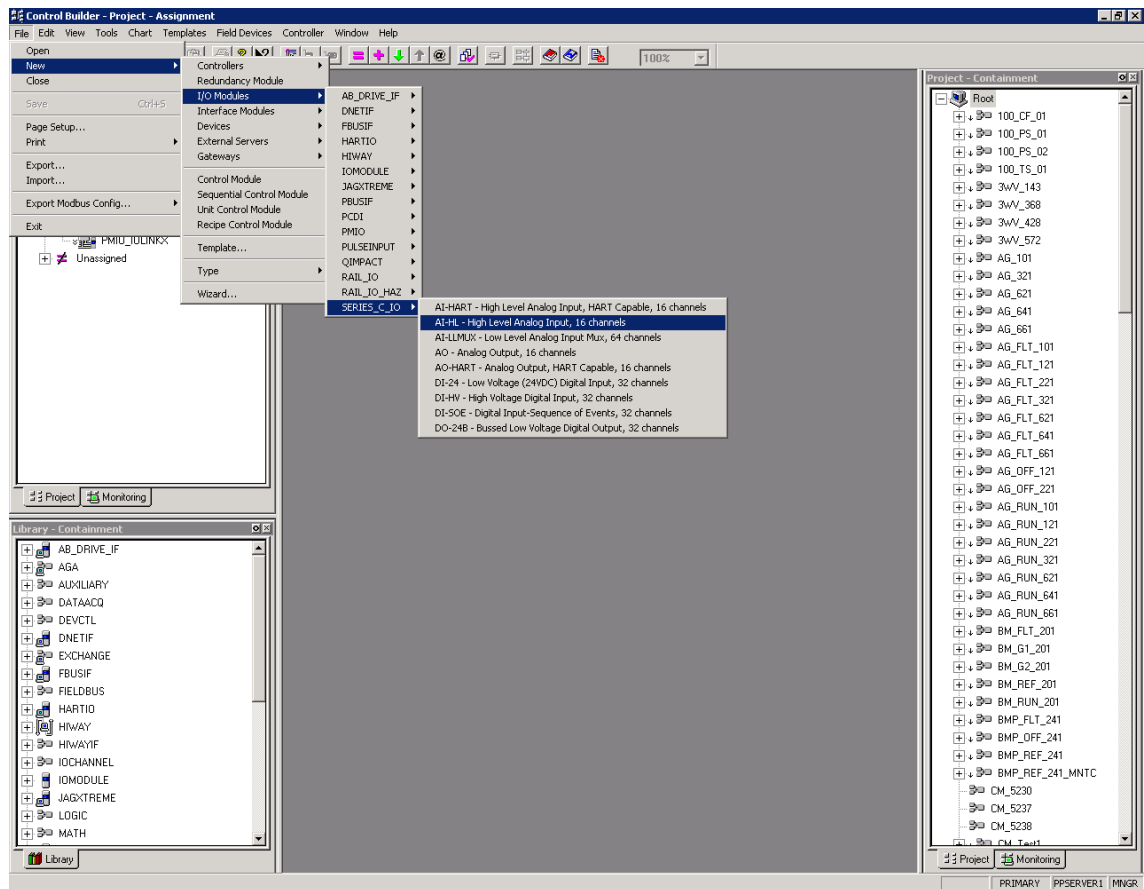 Control Builder - Project - Assignment
File Edit View Tools Chart Templates Field Devices Controller Window Help
100%
Open
New
Close
Save Ctrl+S
Page Setup...
Print
Export...
Import...
Export Modbus Config...
Exit
Controllers
Redundancy Module
I/O Modules
Interface Modules
Devices
External Servers
Gateways
Control Module
Sequential Control Module
Unit Control Module
Recipe Control Module
Template...
Type
Wizard...
AB_DRIVE_IF
DNETIF
FBUSIF
HARTIO
HIWAY
IOMODULE
JAGXTREME
PBUSIF
PCDI
PMIO
PULSEINPUT
QIMPACT
RAIL_IO
RAIL_IO_HAZ
SERIES_C_IO
AI-HART - High Level Analog Input, HART Capable, 16 channels
AI-HL - High Level Analog Input, 16 channels
AI-LLMUX - Low Level Analog Input Mux, 64 channels
AO - Analog Output, 16 channels
AO-HART - Analog Output, HART Capable, 16 channels
DI-24 - Low Voltage (24VDC) Digital Input, 32 channels
DI-HV - High Voltage Digital Input, 32 channels
DI-SOE - Digital Input-Sequence of Events, 32 channels
DO-24B - Bussed Low Voltage Digital Output, 32 channels
Unassigned
Project Monitoring
Library - Containment
AB_DRIVE_IF
AGA
AUXILIARY
DATAACQ
DEVCTL
DNETIF
EXCHANGE
FBUSIF
FIELDBUS
HARTIO
HIWAY
HIWAYIF
IOCHANNEL
IOMODULE
JAGXTREME
LOGIC
MATH
Library
Project - Containment
Root
100_CF_01
100_PS_01
100_PS_02
100_TS_01
3WV_143
3WV_368
3WV_428
3WV_572
AG_101
AG_321
AG_621
AG_641
AG_661
AG_FLT_101
AG_FLT_121
AG_FLT_221
AG_FLT_321
AG_FLT_621
AG_FLT_641
AG_FLT_661
AG_OFF_121
AG_OFF_221
AG_RUN_101
AG_RUN_121
AG_RUN_221
AG_RUN_321
AG_RUN_621
AG_RUN_641
AG_RUN_661
BM_FLT_201
BM_G1_201
BM_G2_201
BM_REF_201
BM_RUN_201
BMP_FLT_241
BMP_OFF_241
BMP_REF_241
BMP_REF_241_MNTC
CM_5230
CM_5237
CM_5238
CM_Test1
Project Monitoring
PRIMARY PPSERVER1 MNGR